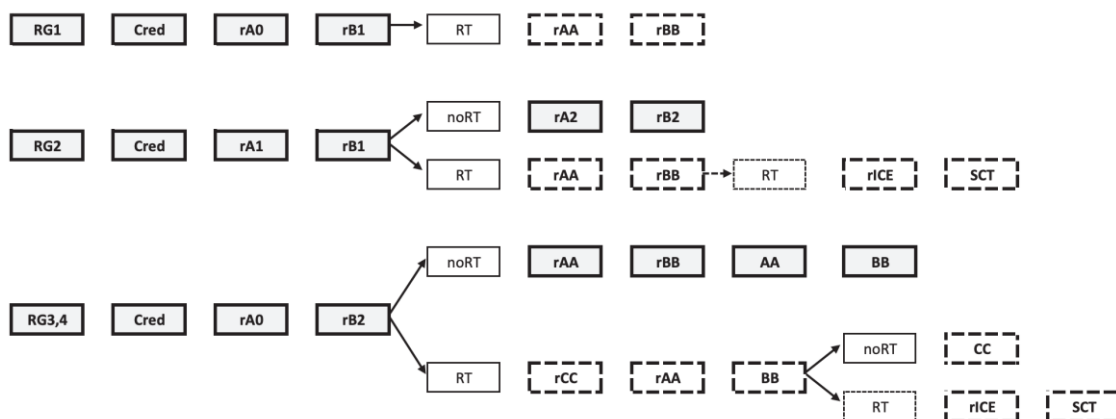 RG1 Cred rA0 rB1 RT rAA rBB
noRT rA2 rB2
RG2 Cred rA1 rB1
RT rAA rBB RT rICE SCT
noRT rAA rBB AA BB
RG3,4 Cred rA0 rB2
noRT CC
RT rCC rAA BB
RT rICE SCT